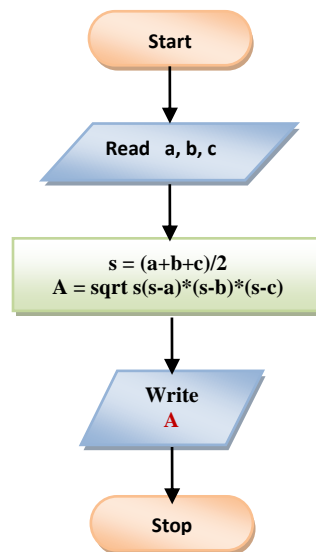 Start
Read a, b, c
s = (a+b+c)/2
A = sqrt s(s-a)*(s-b)*(s-c)
Write
A
Stop